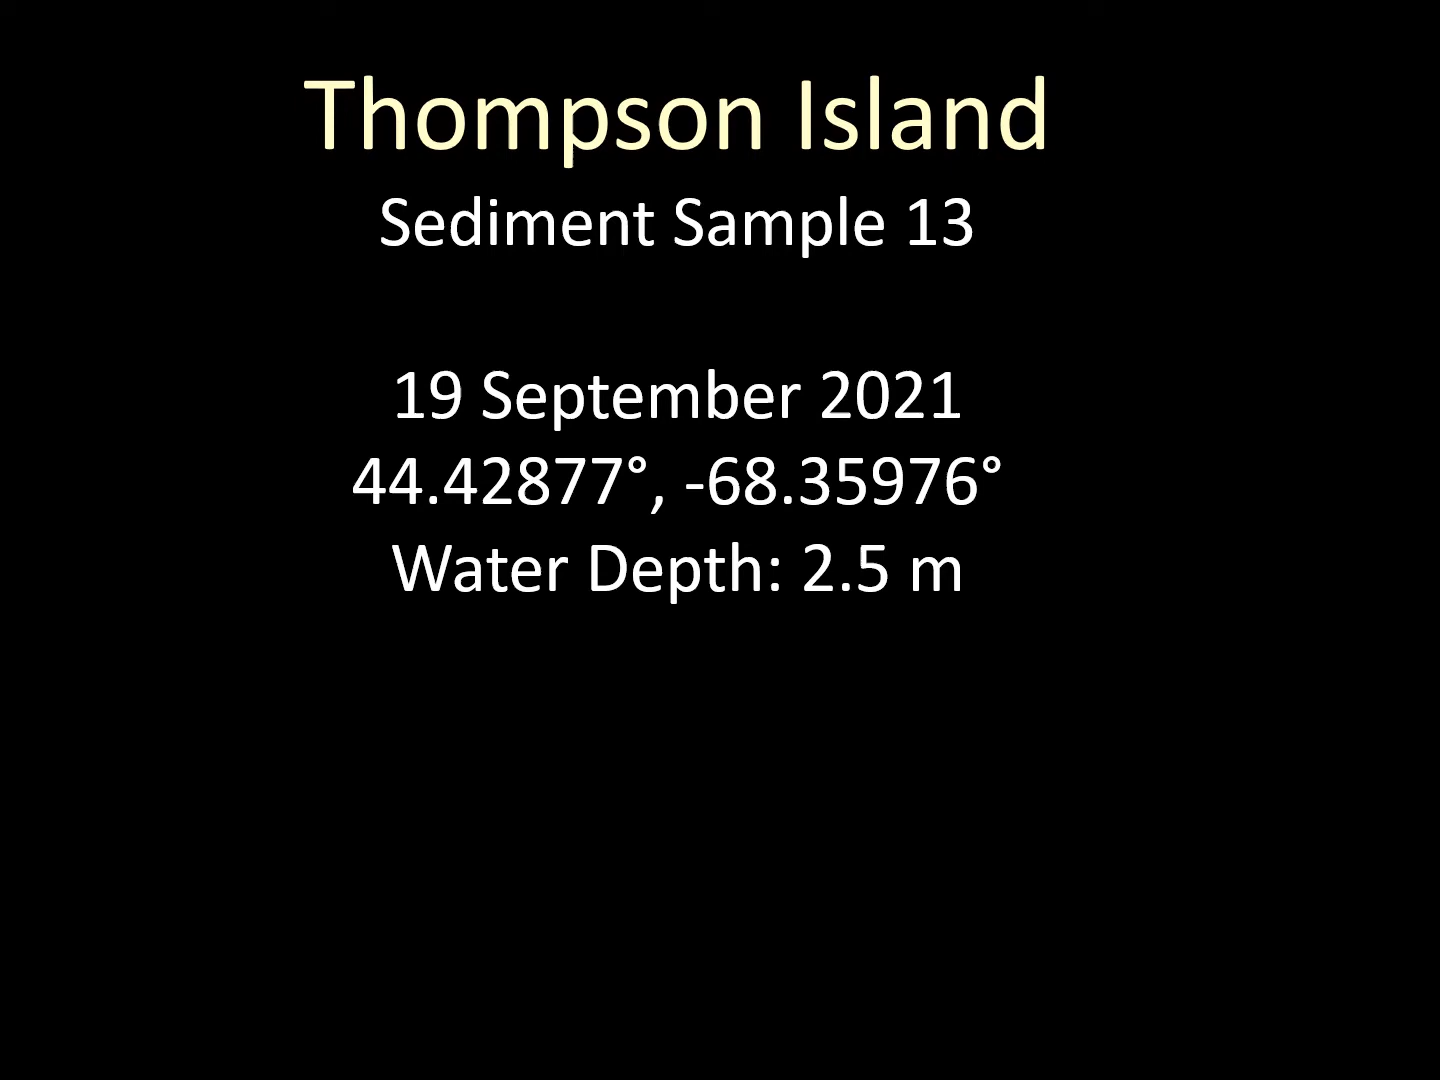 Thompson Island
Sediment Sample 13
19 September 2021
44.42877°, -68.35976°
Water Depth: 2.5 m